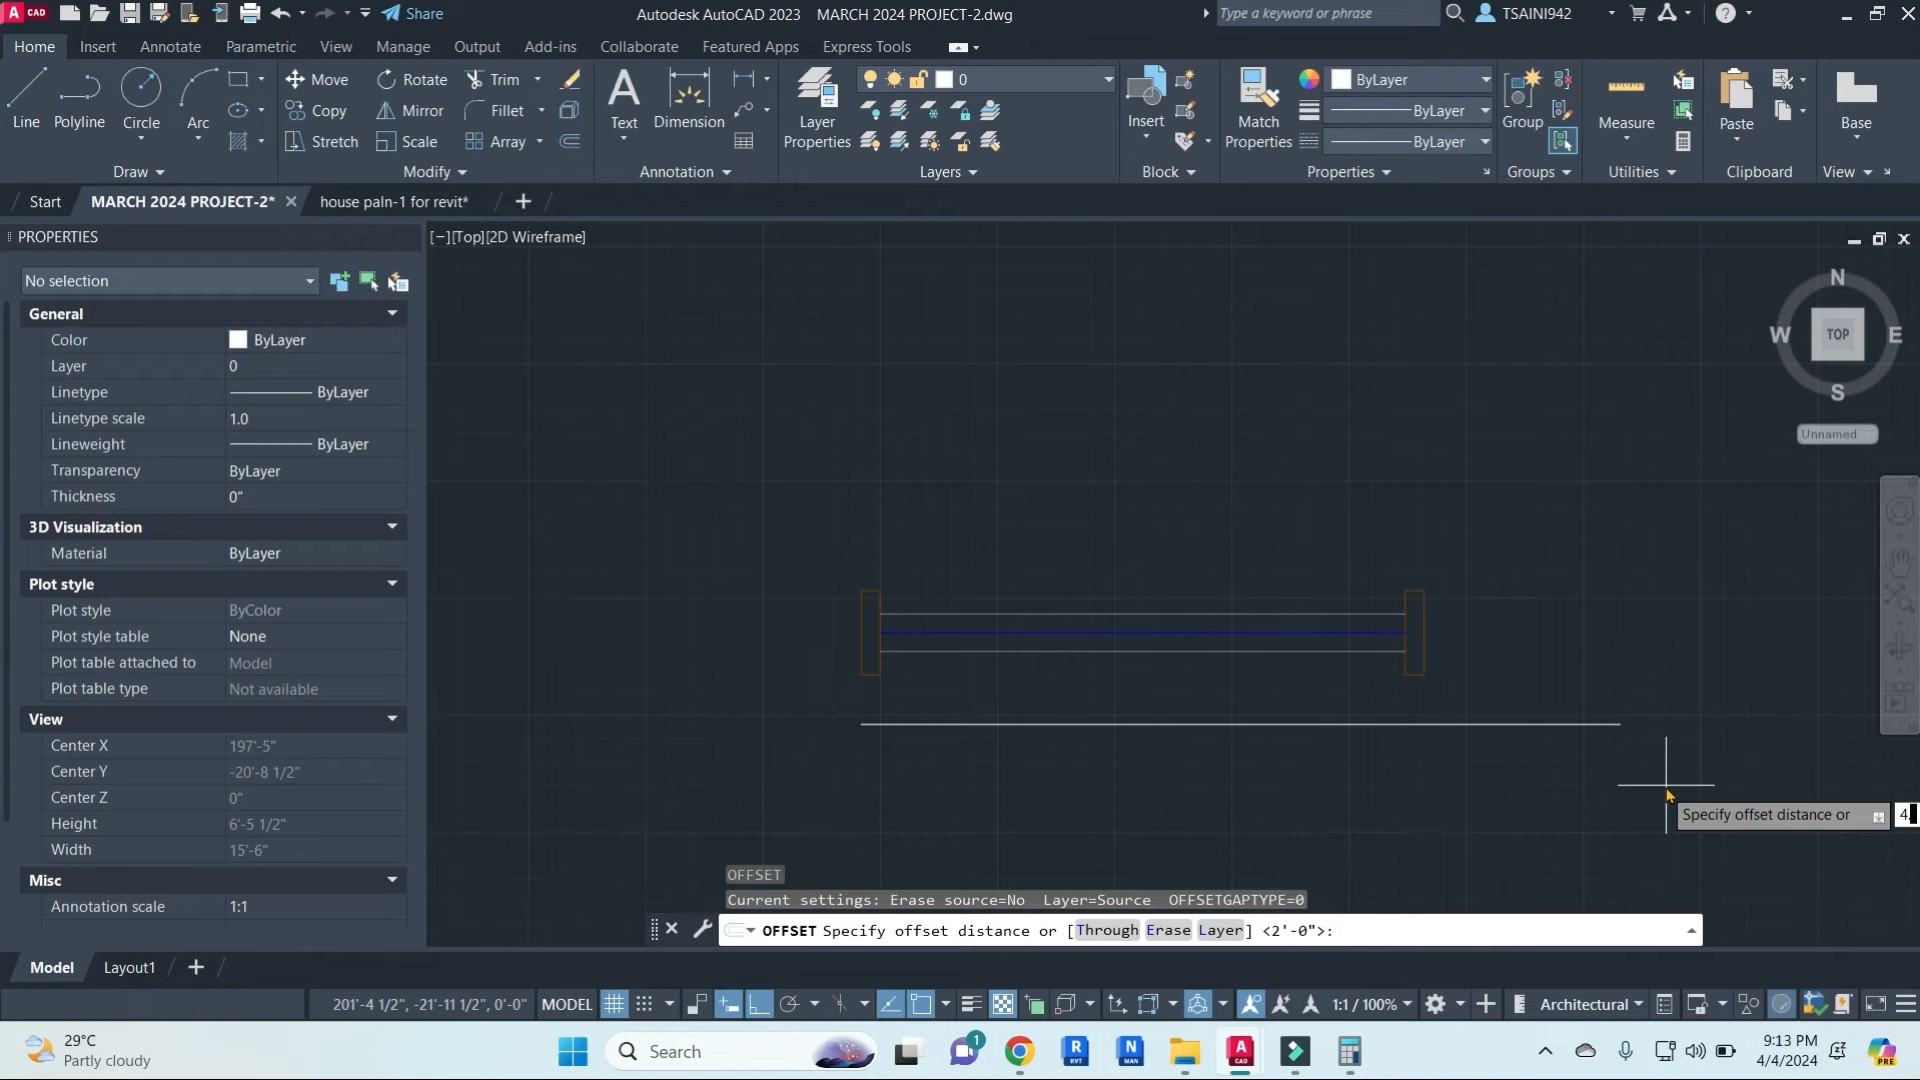 A CAD Share Autodesk AutoCAD 2023 MARCH 2024 PROJECT-2.dwg Type a keyword or phrase TSAINI942
Home Insert Annotate Parametric View Manage Output Add-ins Collaborate Featured Apps Express Tools
Line Polyline Circle Arc
Move Rotate Trim
Copy Mirror Fillet
Stretch Scale Array
Text Dimension
Layer Properties
0
Insert
Match Properties
ByLayer
ByLayer
ByLayer
Group Measure Paste Base
Draw Modify Annotation Layers Block Properties Groups Utilities Clipboard View
Start MARCH 2024 PROJECT-2* house paln-1 for revit*
PROPERTIES
[−][Top][2D Wireframe]
No selection
General
Color ByLayer
Layer 0
Linetype ByLayer
Linetype scale 1.0
Lineweight ByLayer
Transparency ByLayer
Thickness 0"
3D Visualization
Material ByLayer
Plot style
Plot style ByColor
Plot style table None
Plot table attached to Model
Plot table type Not available
View
Center X 197'-5"
Center Y -20'-8 1/2"
Center Z 0"
Height 6'-5 1/2"
Width 15'-6"
Misc
Annotation scale 1:1
N
W TOP E
S
Unnamed
Specify offset distance or 4.
OFFSET
Current settings: Erase source=No Layer=Source OFFSETGAPTYPE=0
OFFSET Specify offset distance or [Through Erase Layer] <2'-0">:
Model Layout1
201'-4 1/2", -21'-11 1/2", 0'-0" MODEL 1:1 / 100% Architectural
29°C
Partly cloudy
Search
1
RVT
MAN
A CAD
9:13 PM
4/4/2024
PRE